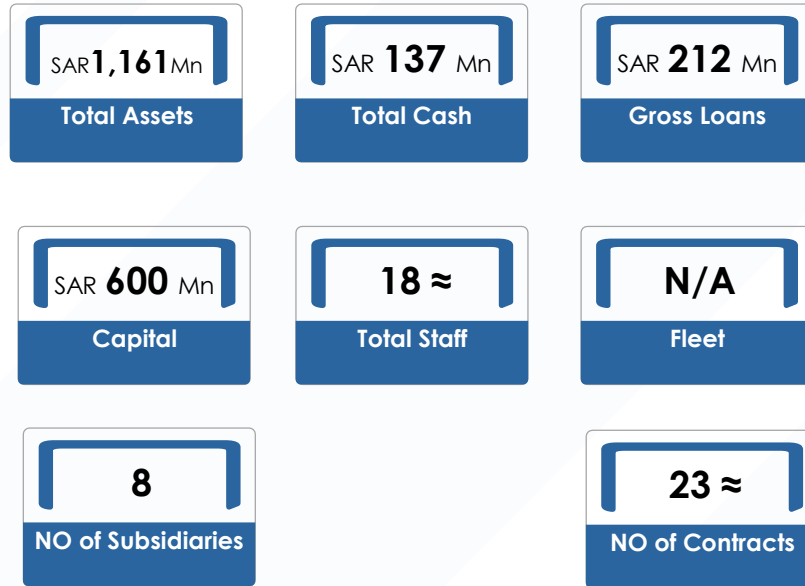 SAR1,161Mn
Total Assets
SAR 137 Mn
Total Cash
SAR 212 Mn
Gross Loans
SAR 600 Mn
Capital
18 ≈
Total Staff
N/A
Fleet
8
NO of Subsidiaries
23 ≈
NO of Contracts